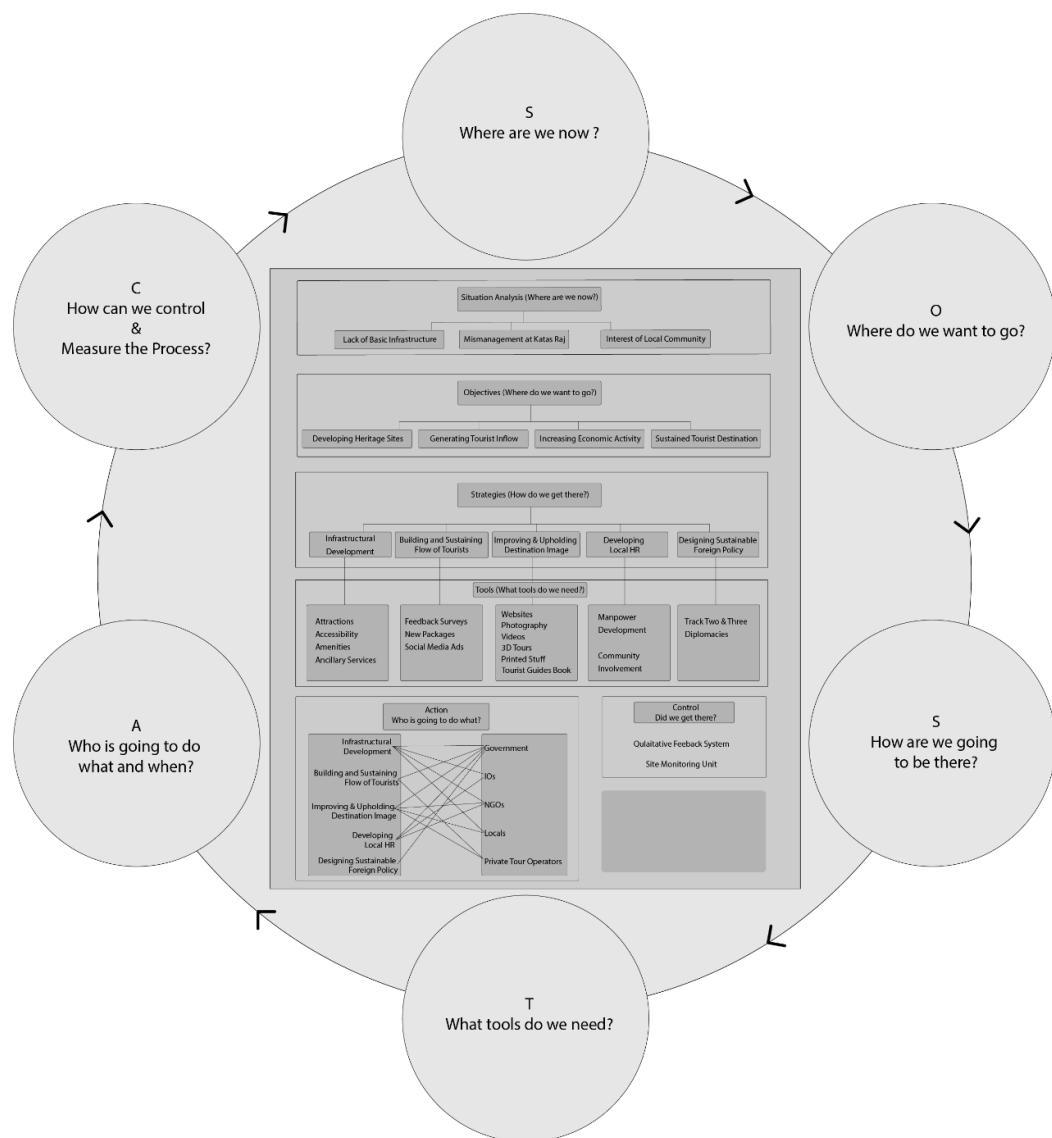 S
Where are we now ?
O
Where do we want to go?
S
How are we going
to be there?
T
What tools do we need?
A
Who is going to do
what and when?
C
How can we control
&
Measure the Process?
Situation Analysis (Where are we now?)
Lack of Basic Infrastructure
Mismanagement at Katas Raj
Interest of Local Community
Objectives (Where do we want to go?)
Developing Heritage Sites
Generating Tourist Inflow
Increasing Economic Activity
Sustained Tourist Destination
Strategies (How do we get there?)
Infrastructural
Development
Building and Sustaining
Flow of Tourists
Improving & Upholding
Destination Image
Developing
Local HR
Designing Sustainable
Foreign Policy
Tools (What tools do we need?)
Attractions
Accessibility
Amenities
Ancillary Services
Feedback Surveys
New Packages
Social Media Ads
Websites
Photography
Videos
3D Tours
Printed Stuff
Tourist Guides Book
Manpower
Development
Community
Involvement
Track Two & Three
Diplomacies
Action
Who is going to do what?
Infrastructural
Development
Building and Sustaining
Flow of Tourists
Improving & Upholding
Destination Image
Developing
Local HR
Designing Sustainable
Foreign Policy
Government
IOs
NGOs
Locals
Private Tour Operators
Control
Did we get there?
Qulaitative Feeback System
Site Monitoring Unit